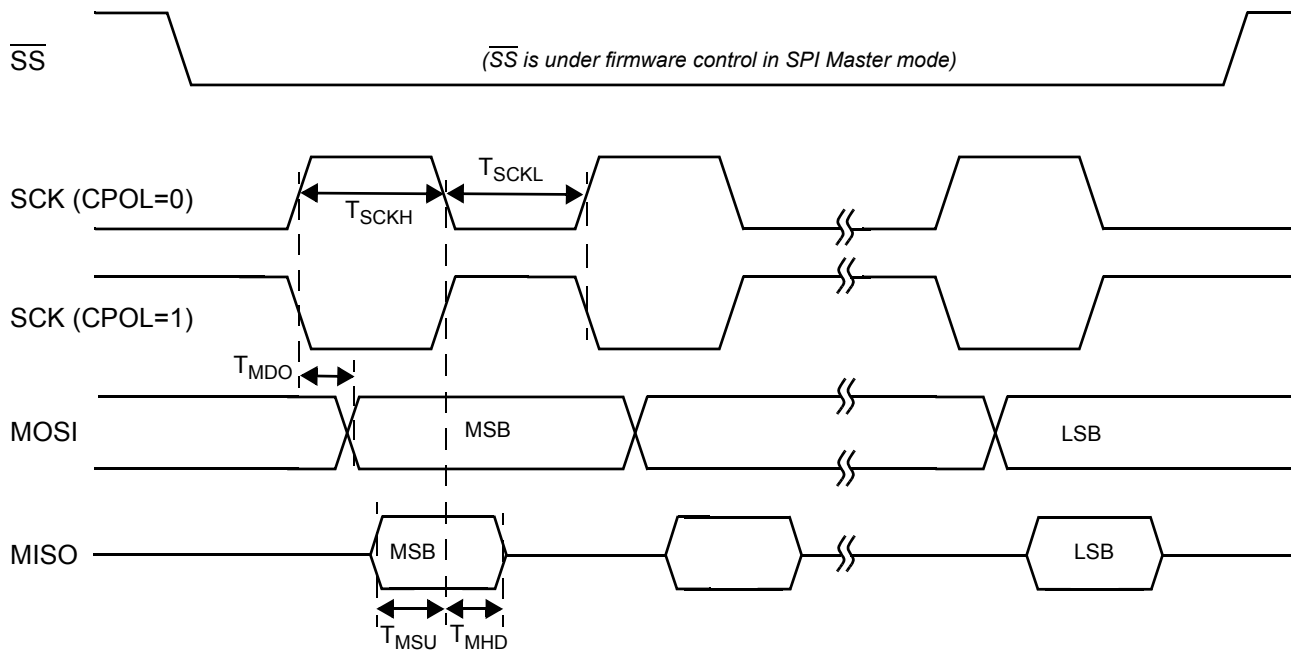 SS
(SS is under firmware control in SPI Master mode)
SCK (CPOL=0)
TSCKH
TSCKL
SCK (CPOL=1)
TMDO
MOSI
MSB
LSB
MISO
MSB
LSB
TMSU
TMHD